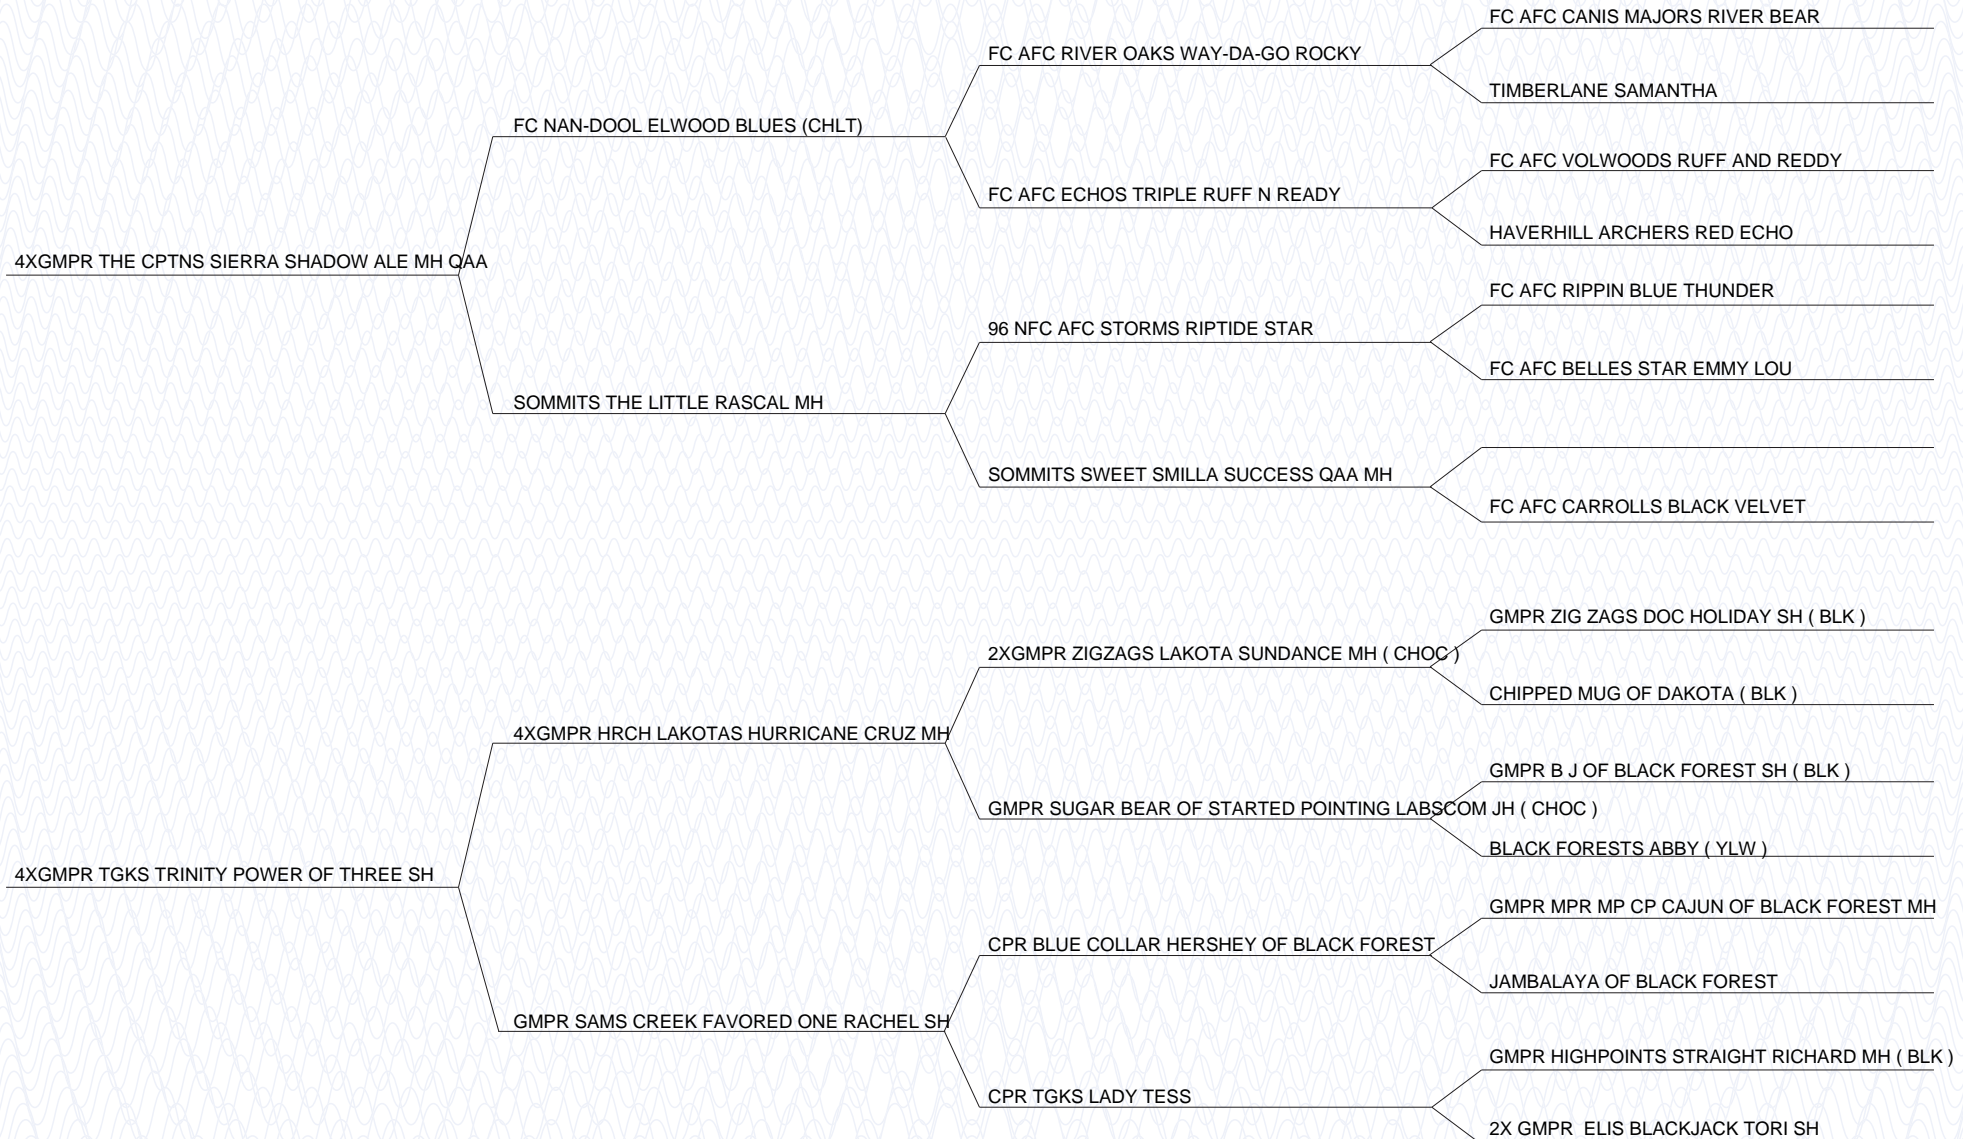 FC AFC CANIS MAJORS RIVER BEAR
FC AFC RIVER OAKS WAY-DA-GO ROCKY
TIMBERLANE SAMANTHA
FC NAN-DOOL ELWOOD BLUES (CHLT)
FC AFC VOLWOODS RUFF AND REDDY
FC AFC ECHOS TRIPLE RUFF N READY
HAVERHILL ARCHERS RED ECHO
4XGMPR THE CPTNS SIERRA SHADOW ALE MH QAA
FC AFC RIPPIN BLUE THUNDER
96 NFC AFC STORMS RIPTIDE STAR
FC AFC BELLES STAR EMMY LOU
SOMMITS THE LITTLE RASCAL MH
SOMMITS SWEET SMILLA SUCCESS QAA MH
FC AFC CARROLLS BLACK VELVET
GMPR ZIG ZAGS DOC HOLIDAY SH ( BLK )
2XGMPR ZIGZAGS LAKOTA SUNDANCE MH ( CHOC )
CHIPPED MUG OF DAKOTA ( BLK )
4XGMPR HRCH LAKOTAS HURRICANE CRUZ MH
GMPR B J OF BLACK FOREST SH ( BLK )
GMPR SUGAR BEAR OF STARTED POINTING LABSCOM JH ( CHOC )
BLACK FORESTS ABBY ( YLW )
4XGMPR TGKS TRINITY POWER OF THREE SH
GMPR MPR MP CP CAJUN OF BLACK FOREST MH
CPR BLUE COLLAR HERSHEY OF BLACK FOREST
JAMBALAYA OF BLACK FOREST
GMPR SAMS CREEK FAVORED ONE RACHEL SH
GMPR HIGHPOINTS STRAIGHT RICHARD MH ( BLK )
CPR TGKS LADY TESS
2X GMPR  ELIS BLACKJACK TORI SH